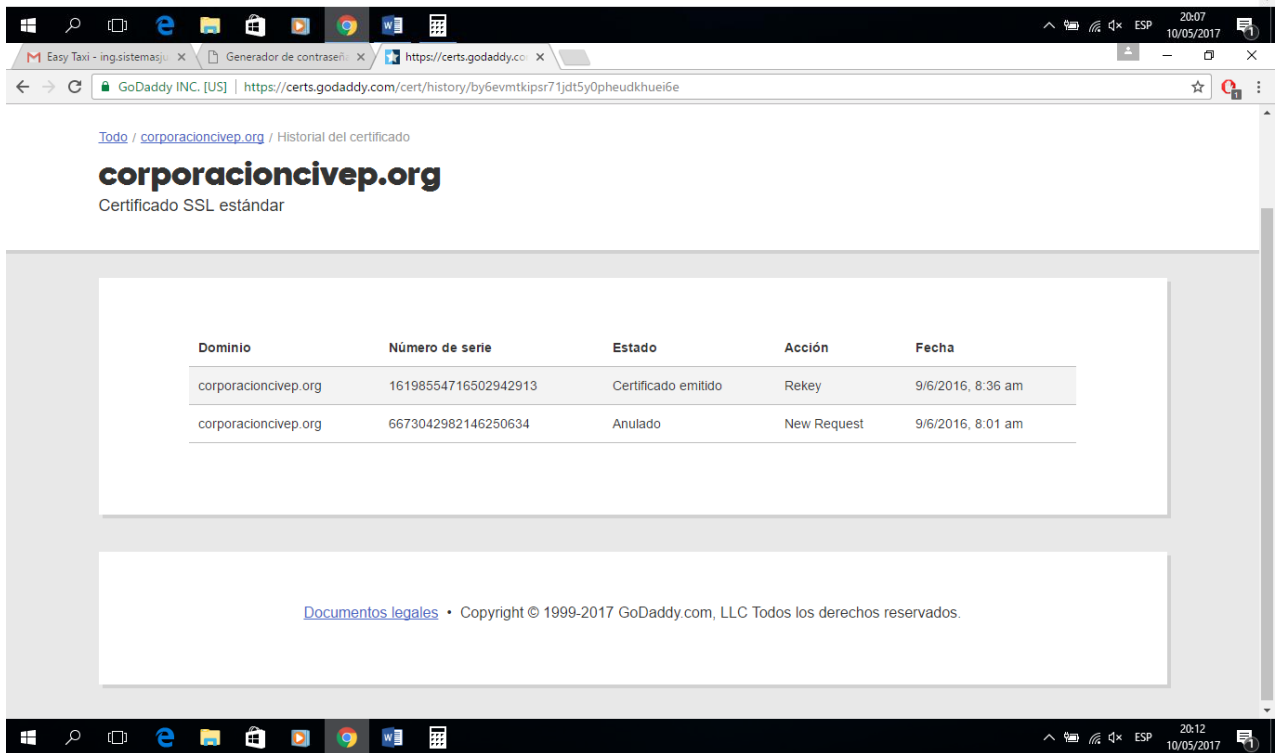 ESP
20:07
10/05/2017
1
Easy Taxi - ing.sistemasju
Generador de contraseña
https://certs.godaddy.co
GoDaddy INC. [US] | https://certs.godaddy.com/cert/history/by6evmtkipsr71jdt5y0pheudkhuei6e
1
Todo / corporacioncivep.org / Historial del certificado
corporacioncivep.org
Certificado SSL estándar
Dominio Número de serie Estado Acción Fecha
corporacioncivep.org 16198554716502942913 Certificado emitido Rekey 9/6/2016, 8:36 am
corporacioncivep.org 6673042982146250634 Anulado New Request 9/6/2016, 8:01 am
Documentos legales • Copyright © 1999-2017 GoDaddy.com, LLC Todos los derechos reservados.
ESP
20:12
10/05/2017
1